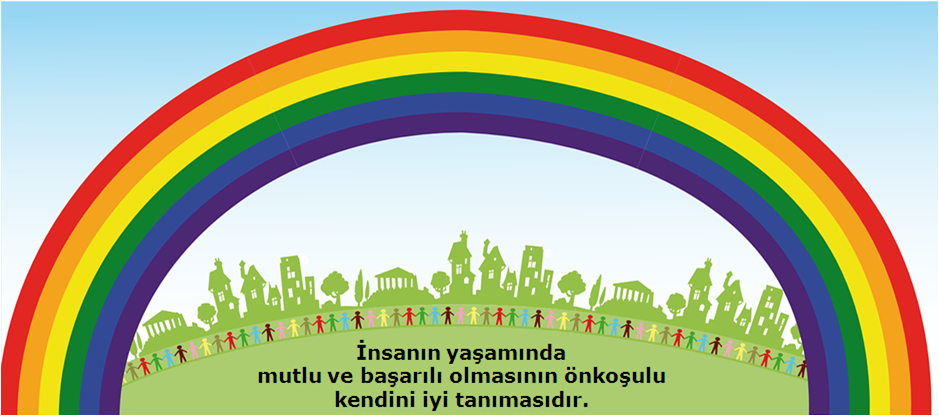 İnsanın yaşamında
mutlu ve başarılı olmasının önkoşulu
kendini iyi tanımasıdır.